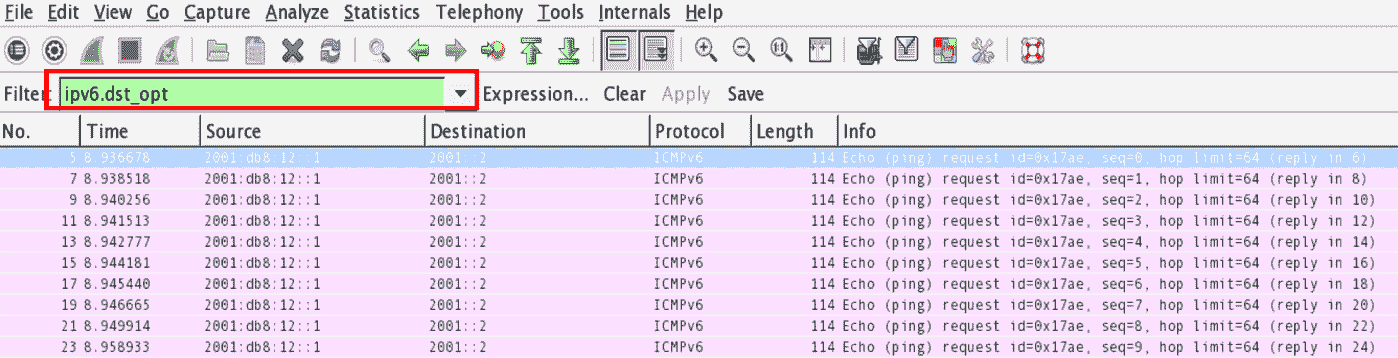 File Edit View Go Capture Analyze Statistics Telephony Tools Internals Help
Filter: ipv6.dst_opt Expression... Clear Apply Save
No. Time Source Destination Protocol Length Info
5 8.936678 2001:db8:12::1 2001::2 ICMPv6 114 Echo (ping) request id=0x17ae, seq=0, hop limit=64 (reply in 6)
7 8.938518 2001:db8:12::1 2001::2 ICMPv6 114 Echo (ping) request id=0x17ae, seq=1, hop limit=64 (reply in 8)
9 8.940256 2001:db8:12::1 2001::2 ICMPv6 114 Echo (ping) request id=0x17ae, seq=2, hop limit=64 (reply in 10)
11 8.941513 2001:db8:12::1 2001::2 ICMPv6 114 Echo (ping) request id=0x17ae, seq=3, hop limit=64 (reply in 12)
13 8.942777 2001:db8:12::1 2001::2 ICMPv6 114 Echo (ping) request id=0x17ae, seq=4, hop limit=64 (reply in 14)
15 8.944181 2001:db8:12::1 2001::2 ICMPv6 114 Echo (ping) request id=0x17ae, seq=5, hop limit=64 (reply in 16)
17 8.945440 2001:db8:12::1 2001::2 ICMPv6 114 Echo (ping) request id=0x17ae, seq=6, hop limit=64 (reply in 18)
19 8.946665 2001:db8:12::1 2001::2 ICMPv6 114 Echo (ping) request id=0x17ae, seq=7, hop limit=64 (reply in 20)
21 8.949914 2001:db8:12::1 2001::2 ICMPv6 114 Echo (ping) request id=0x17ae, seq=8, hop limit=64 (reply in 22)
23 8.958933 2001:db8:12::1 2001::2 ICMPv6 114 Echo (ping) request id=0x17ae, seq=9, hop limit=64 (reply in 24)